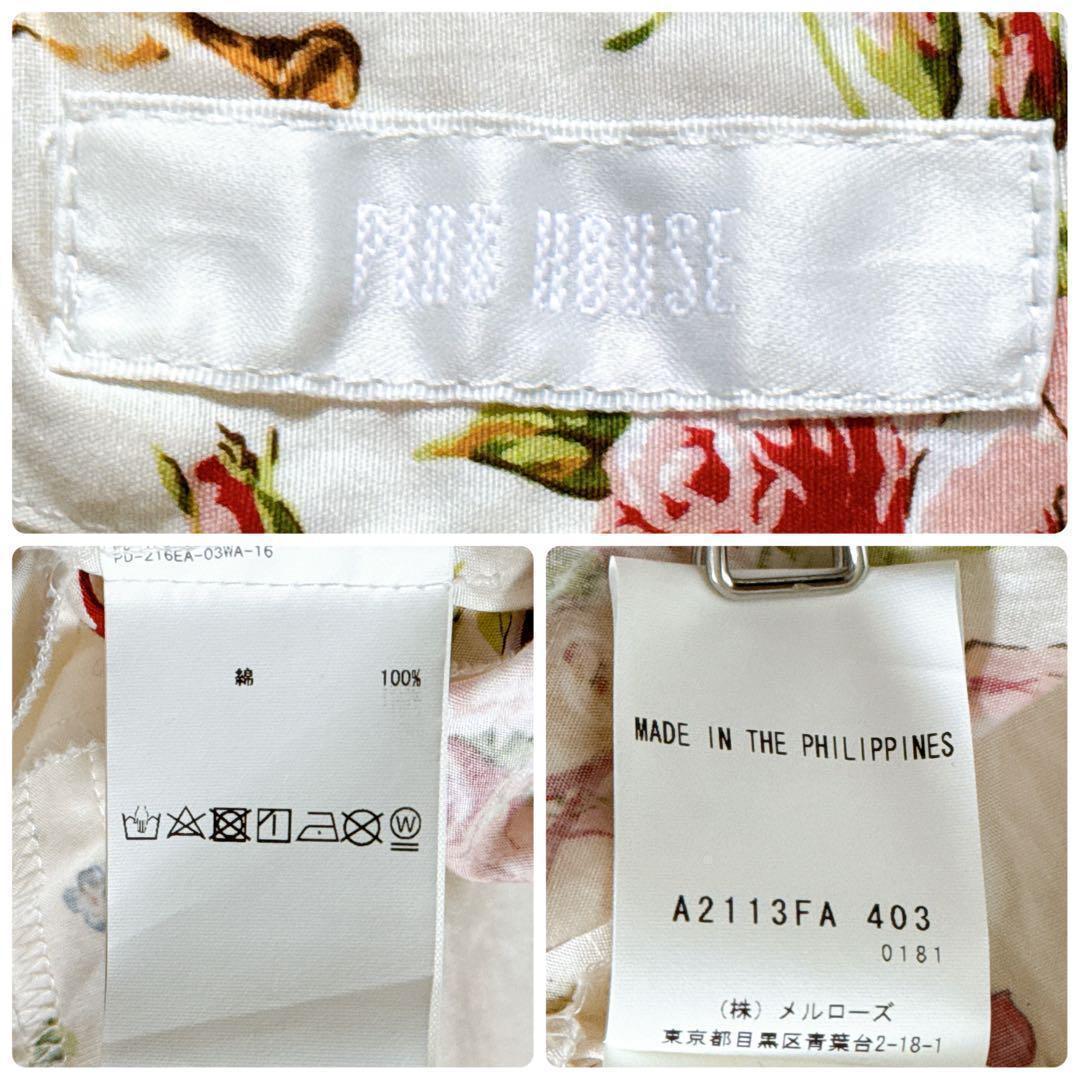 PINK HOUSE
PD-216EA-03WA-16
綿 100%
W
MADE IN THE PHILIPPINES
A2113FA 403
0181
(株) メルローズ
東京都目黒区青葉台2-18-1